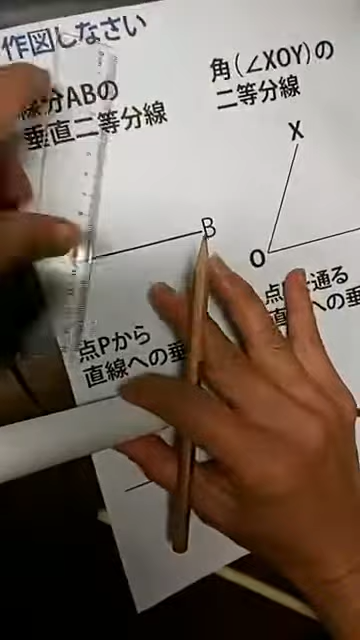 作図しなさい
線分ABの
垂直二等分線
角(∠XOY)の
二等分線
X
B
O
点Pから
直線への垂
通る
への垂